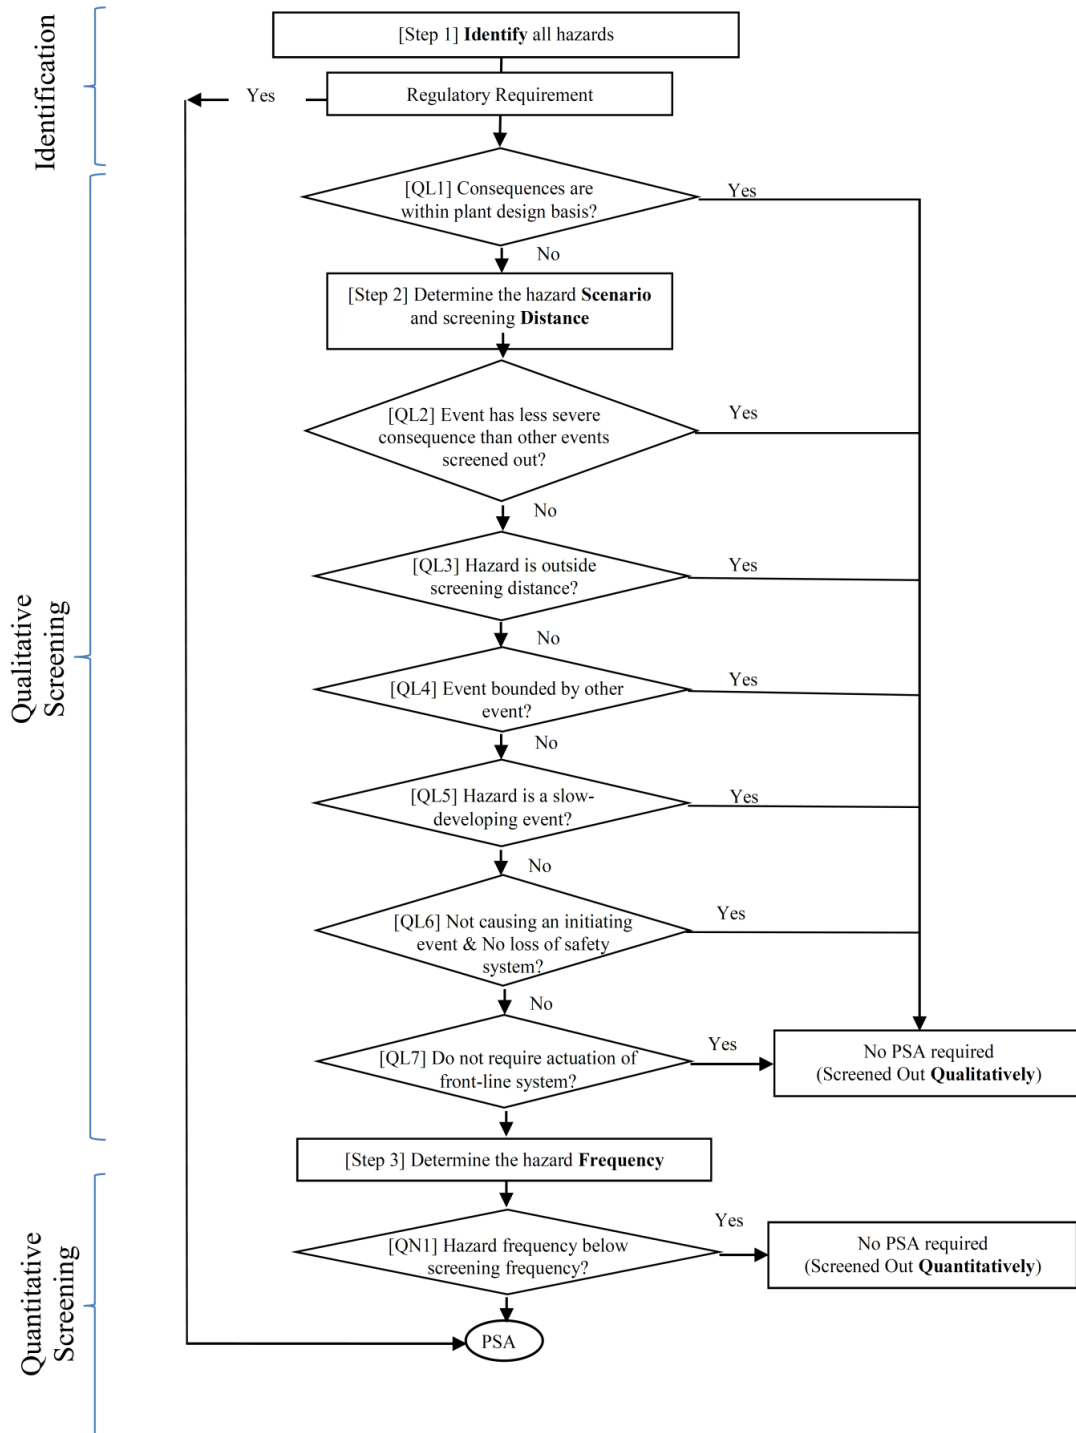 Identification
[Step 1] Identify all hazards
Yes
Regulatory Requirement
[QL1] Consequences are
within plant design basis?
Yes
No
Qualitative
Screening
[Step 2] Determine the hazard Scenario
and screening Distance
[QL2] Event has less severe
consequence than other events
screened out?
Yes
No
[QL3] Hazard is outside
screening distance?
Yes
No
[QL4] Event bounded by other
event?
Yes
No
[QL5] Hazard is a slow-
developing event?
Yes
No
[QL6] Not causing an initiating
event & No loss of safety
system?
Yes
No
[QL7] Do not require actuation of
front-line system?
Yes
No PSA required
(Screened Out Qualitatively)
Quantitative
Screening
[Step 3] Determine the hazard Frequency
[QN1] Hazard frequency below
screening frequency?
Yes
No PSA required
(Screened Out Quantitatively)
PSA